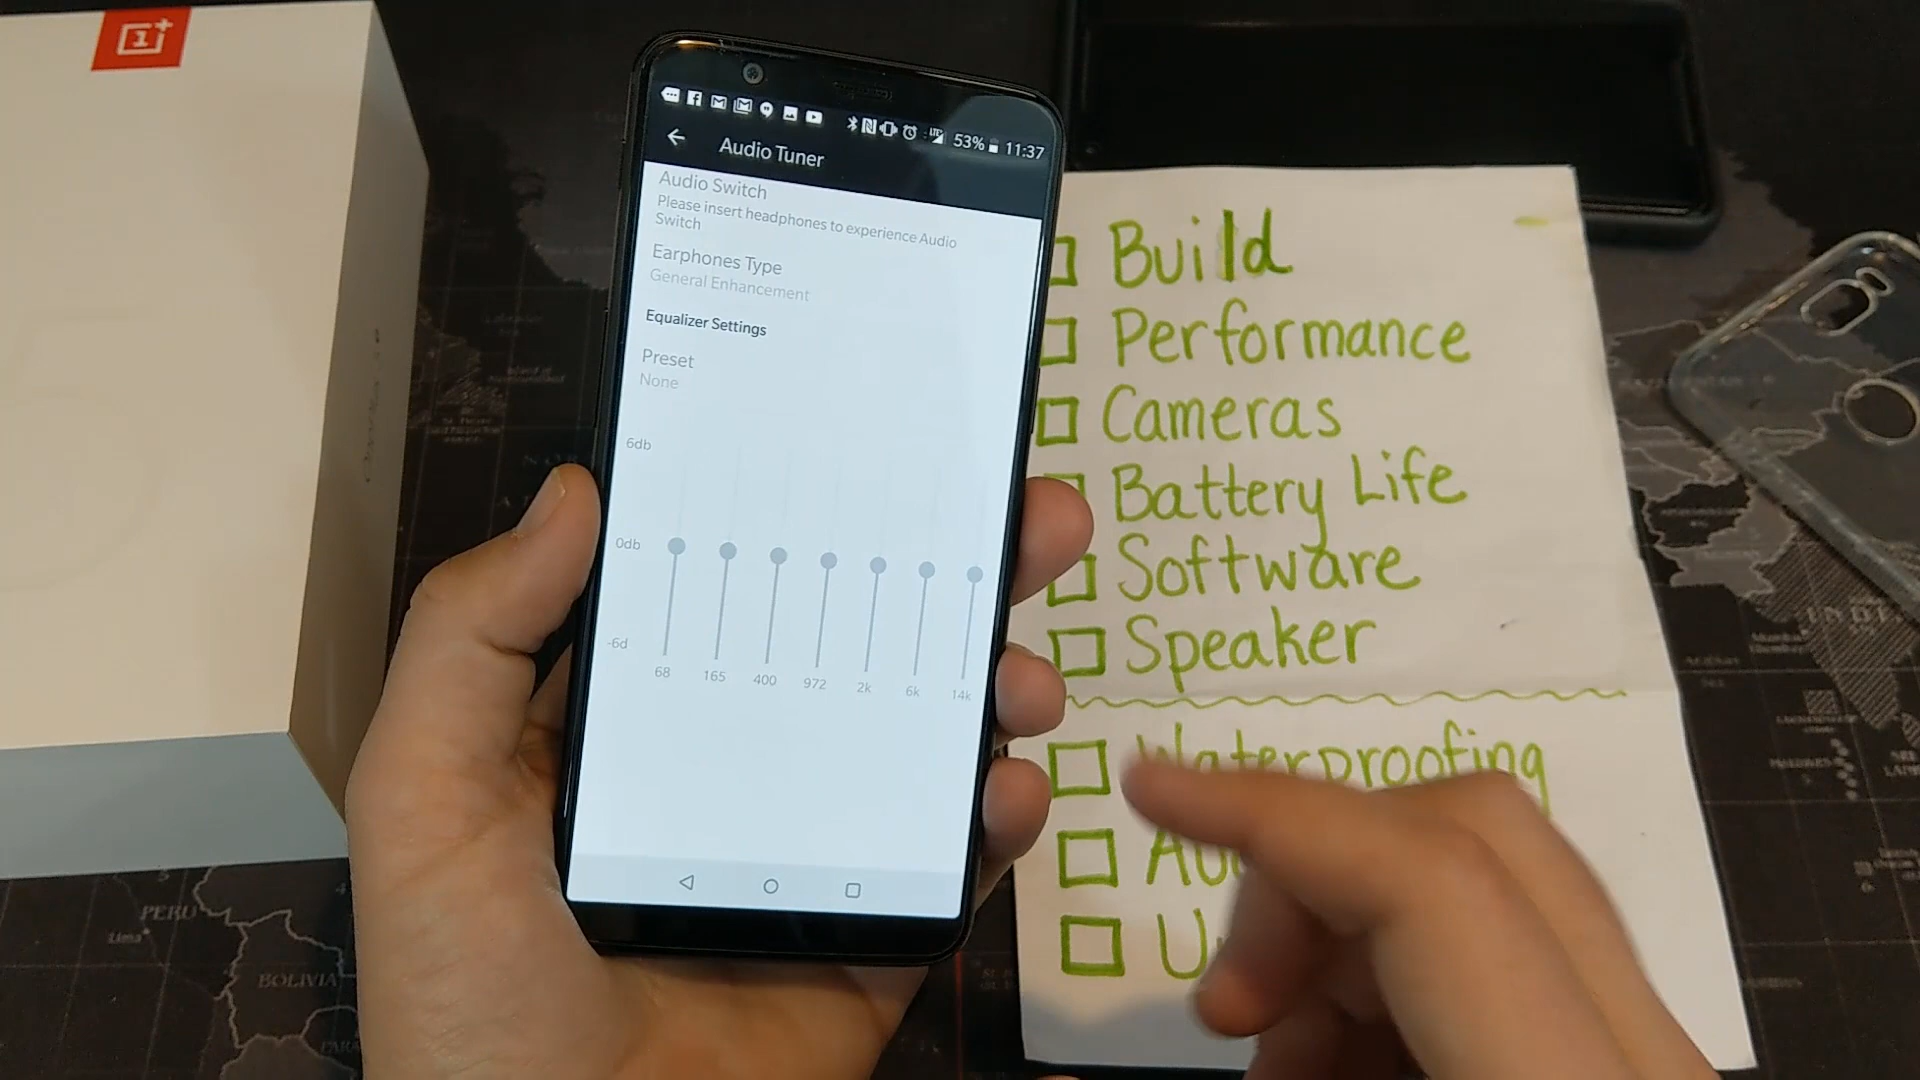 LTE 53% 11:37
Audio Tuner
Audio Switch
Please insert headphones to experience Audio
Switch
Earphones Type
General Enhancement
Equalizer Settings
Preset
None
6db
0db
-6d
68 165 400 972 2k 6k 14k
Build
Performance
Cameras
Battery Life
Software
Speaker
Waterproofing
PERU
Lima
BOLIVIA